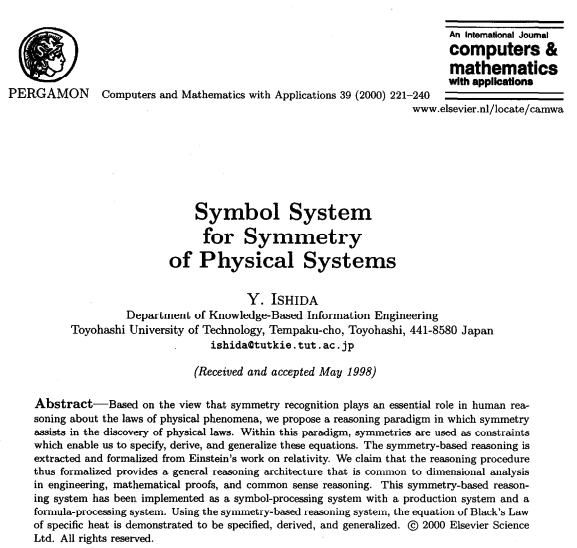 An International Journal
computers &
mathematics
with applications
PERGAMON Computers and Mathematics with Applications 39 (2000) 221–240
www.elsevier.nl/locate/camwa
Symbol System
for Symmetry
of Physical Systems
Y. ISHIDA
Department of Knowledge-Based Information Engineering
Toyohashi University of Technology, Tempaku-cho, Toyohashi, 441-8580 Japan
ishida@tutkie.tut.ac.jp
(Received and accepted May 1998)
Abstract—Based on the view that symmetry recognition plays an essential role in human rea-
soning about the laws of physical phenomena, we propose a reasoning paradigm in which symmetry
assists in the discovery of physical laws. Within this paradigm, symmetries are used as constraints
which enable us to specify, derive, and generalize these equations. The symmetry-based reasoning is
extracted and formalized from Einstein's work on relativity. We claim that the reasoning procedure
thus formalized provides a general reasoning architecture that is common to dimensional analysis
in engineering, mathematical proofs, and common sense reasoning. This symmetry-based reason-
ing system has been implemented as a symbol-processing system with a production system and a
formula-processing system. Using the symmetry-based reasoning system, the equation of Black's Law
of specific heat is demonstrated to be specified, derived, and generalized. © 2000 Elsevier Science
Ltd. All rights reserved.